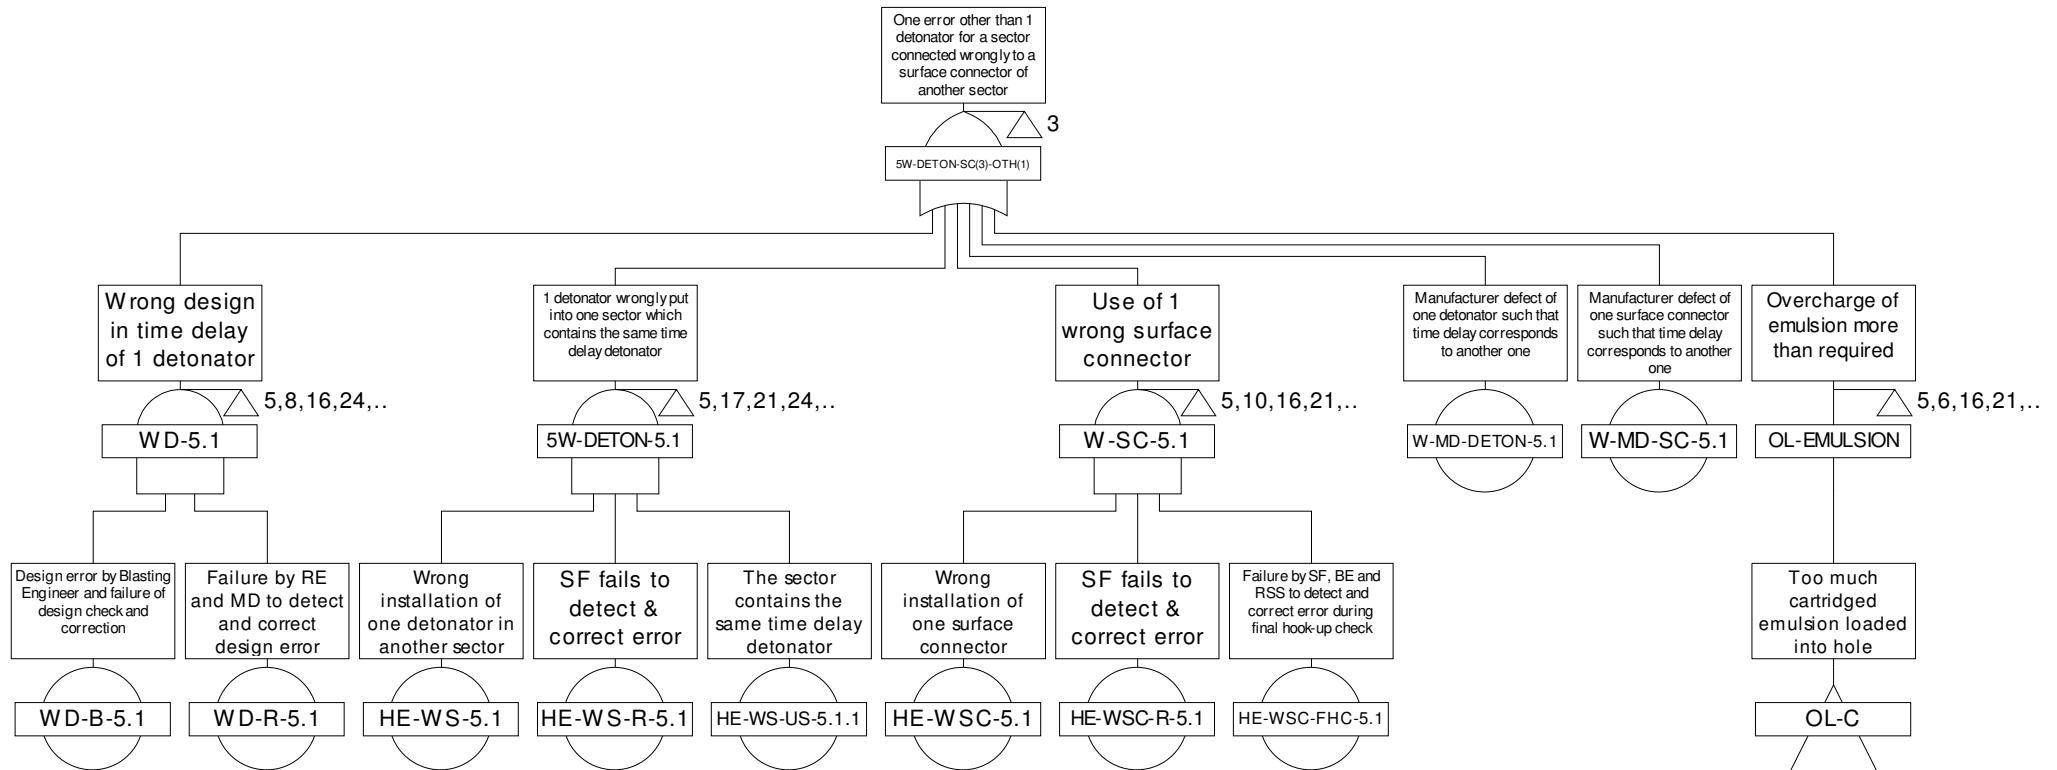 One error other than 1
detonator for a sector
connected wrongly to a
surface connector of
another sector
3
5W-DETON-SC(3)-OTH(1)
Wrong design
in time delay
of 1 detonator
5,8,16,24,..
WD-5.1
1 detonator wrongly put
into one sector which
contains the same time
delay detonator
5,17,21,24,..
5W-DETON-5.1
Use of 1
wrong surface
connector
5,10,16,21,..
W-SC-5.1
Manufacturer defect of
one detonator such that
time delay corresponds
to another one
W-MD-DETON-5.1
Manufacturer defect of
one surface connector
such that time delay
corresponds to another
one
W-MD-SC-5.1
Overcharge of
emulsion more
than required
5,6,16,21,..
OL-EMULSION
Design error by Blasting
Engineer and failure of
design check and
correction
WD-B-5.1
Failure by RE
and MD to detect
and correct
design error
WD-R-5.1
Wrong
installation of
one detonator in
another sector
HE-WS-5.1
SF fails to
detect &
correct error
HE-WS-R-5.1
The sector
contains the
same time delay
detonator
HE-WS-US-5.1.1
Wrong
installation of
one surface
connector
HE-WSC-5.1
SF fails to
detect &
correct error
HE-WSC-R-5.1
Failure by SF, BE and
RSS to detect and
correct error during
final hook-up check
HE-WSC-FHC-5.1
Too much
cartridged
emulsion loaded
into hole
OL-C